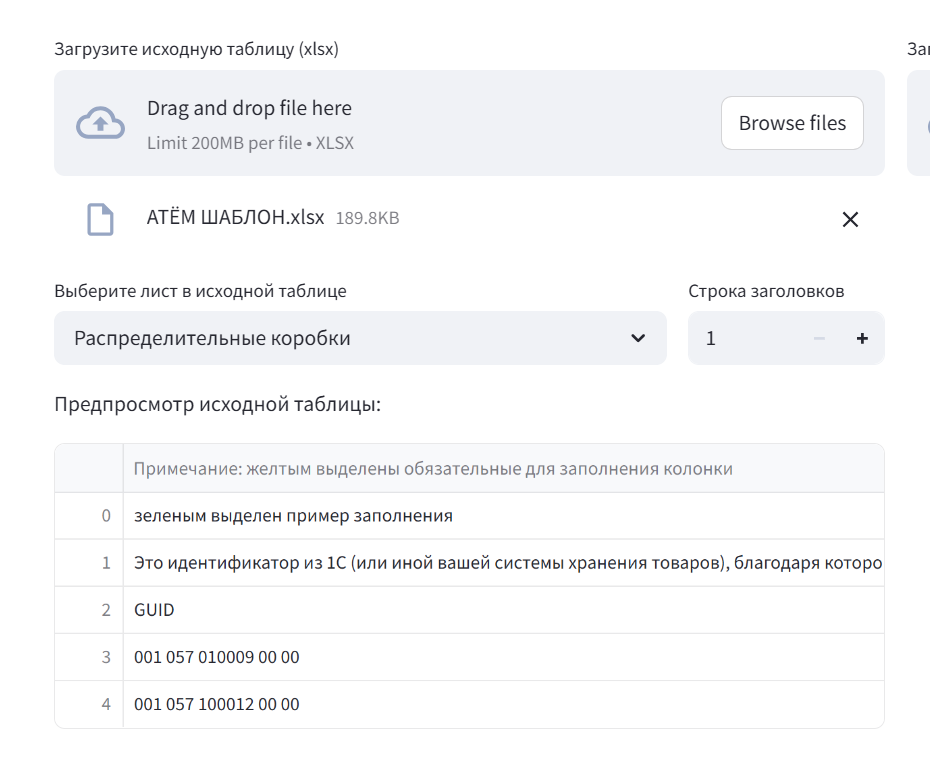 Загрузите исходную таблицу (xlsx)
Заг
Drag and drop file here
Limit 200MB per file • XLSX
Browse files
АТЁМ ШАБЛОН.xlsx 189.8KB
Выберите лист в исходной таблице
Строка заголовков
Распределительные коробки
1
Предпросмотр исходной таблицы:
Примечание: желтым выделены обязательные для заполнения колонки
0 зеленым выделен пример заполнения
1 Это идентификатор из 1С (или иной вашей системы хранения товаров), благодаря которо
2 GUID
3 001 057 010009 00 00
4 001 057 100012 00 00